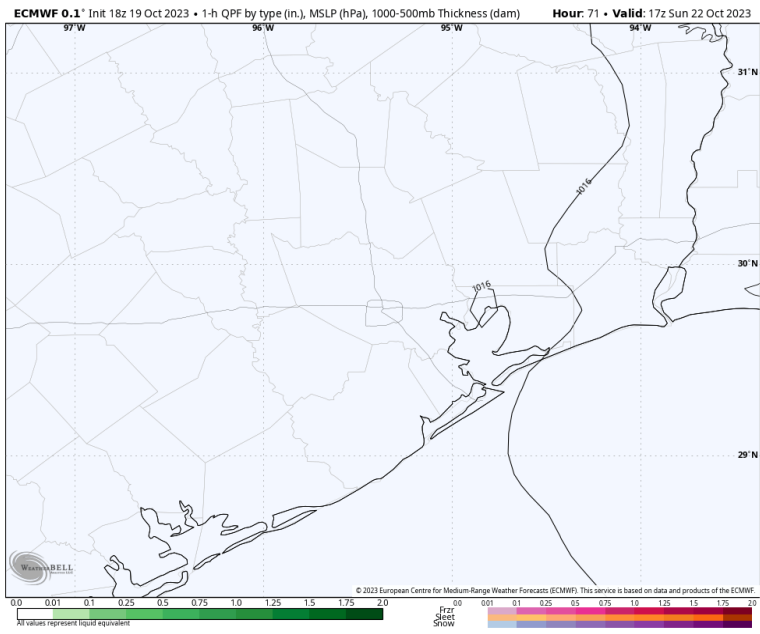 ECMWF 0.1° Init 18z 19 Oct 2023 • 1-h QPF by type (in.), MSLP (hPa), 1000-500mb Thickness (dam) Hour: 71 • Valid: 17z Sun 22 Oct 2023
97°W 96°W 95°W 94°W
31°N
1016
30°N
1016
29°N
WEATHERBELL
© 2023 European Centre for Medium-Range Weather Forecasts (ECMWF). This service is based on data and products of the ECMWF.
0.0 0.01 0.1 0.25 0.5 0.75 1.0 1.25 1.5 1.75 2.0 0.0 0.01 0.1 0.25 0.5 0.75 1.0 1.25 1.5 1.75 2.0
Frzr
Sleet
Snow
All values represent liquid equivalent